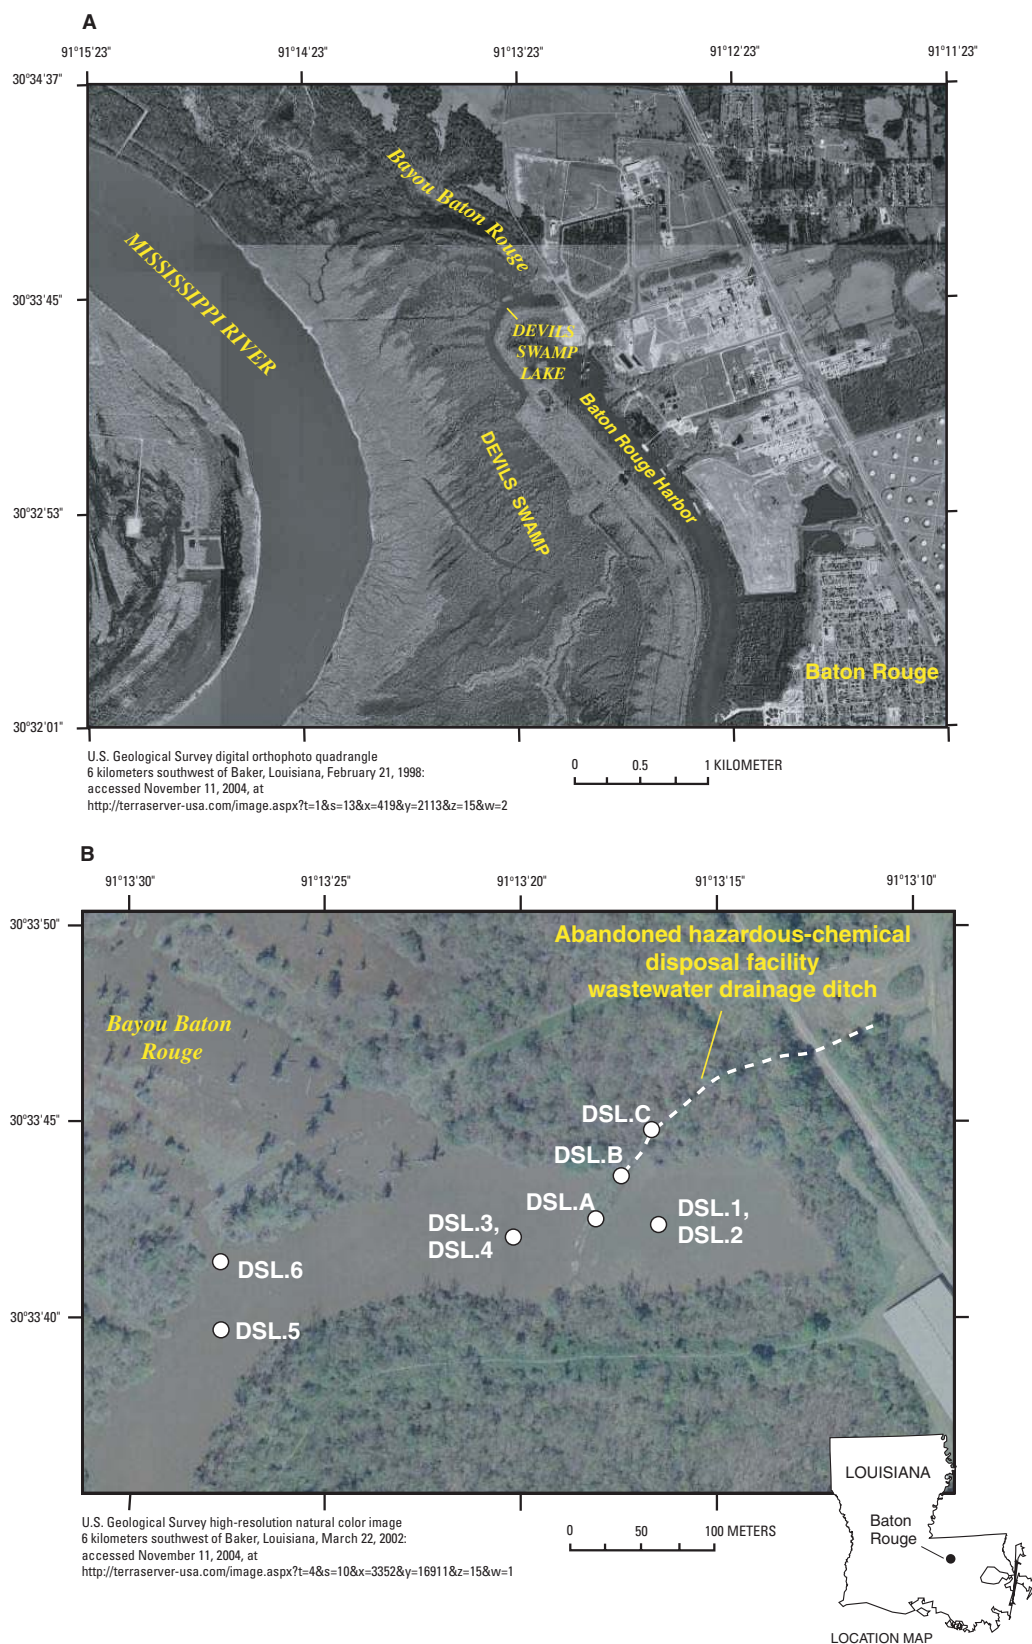 A
91°15'23"
91°14'23"
91°13'23"
91°12'23"
91°11'23"
30°34'37"
30°33'45"
30°32'53"
30°32'01"
Bayou Baton Rouge
MISSISSIPPI RIVER
DEVILS
SWAMP
LAKE
Baton Rouge Harbor
DEVILS SWAMP
Baton Rouge
U.S. Geological Survey digital orthophoto quadrangle
6 kilometers southwest of Baker, Louisiana, February 21, 1998:
accessed November 11, 2004, at
http://terraserver-usa.com/image.aspx?t=1&s=13&x=419&y=2113&z=15&w=2
0 0.5 1 KILOMETER
B
91°13'30"
91°13'25"
91°13'20"
91°13'15"
91°13'10"
30°33'50"
30°33'45"
30°33'40"
Abandoned hazardous-chemical
disposal facility
wastewater drainage ditch
Bayou Baton
Rouge
DSL.C
DSL.B
DSL.A
DSL.1,
DSL.2
DSL.3,
DSL.4
DSL.6
DSL.5
U.S. Geological Survey high-resolution natural color image
6 kilometers southwest of Baker, Louisiana, March 22, 2002:
accessed November 11, 2004, at
http://terraserver-usa.com/image.aspx?t=4&s=10&x=3352&y=16911&z=15&w=1
0 50 100 METERS
LOUISIANA
Baton
Rouge
LOCATION MAP